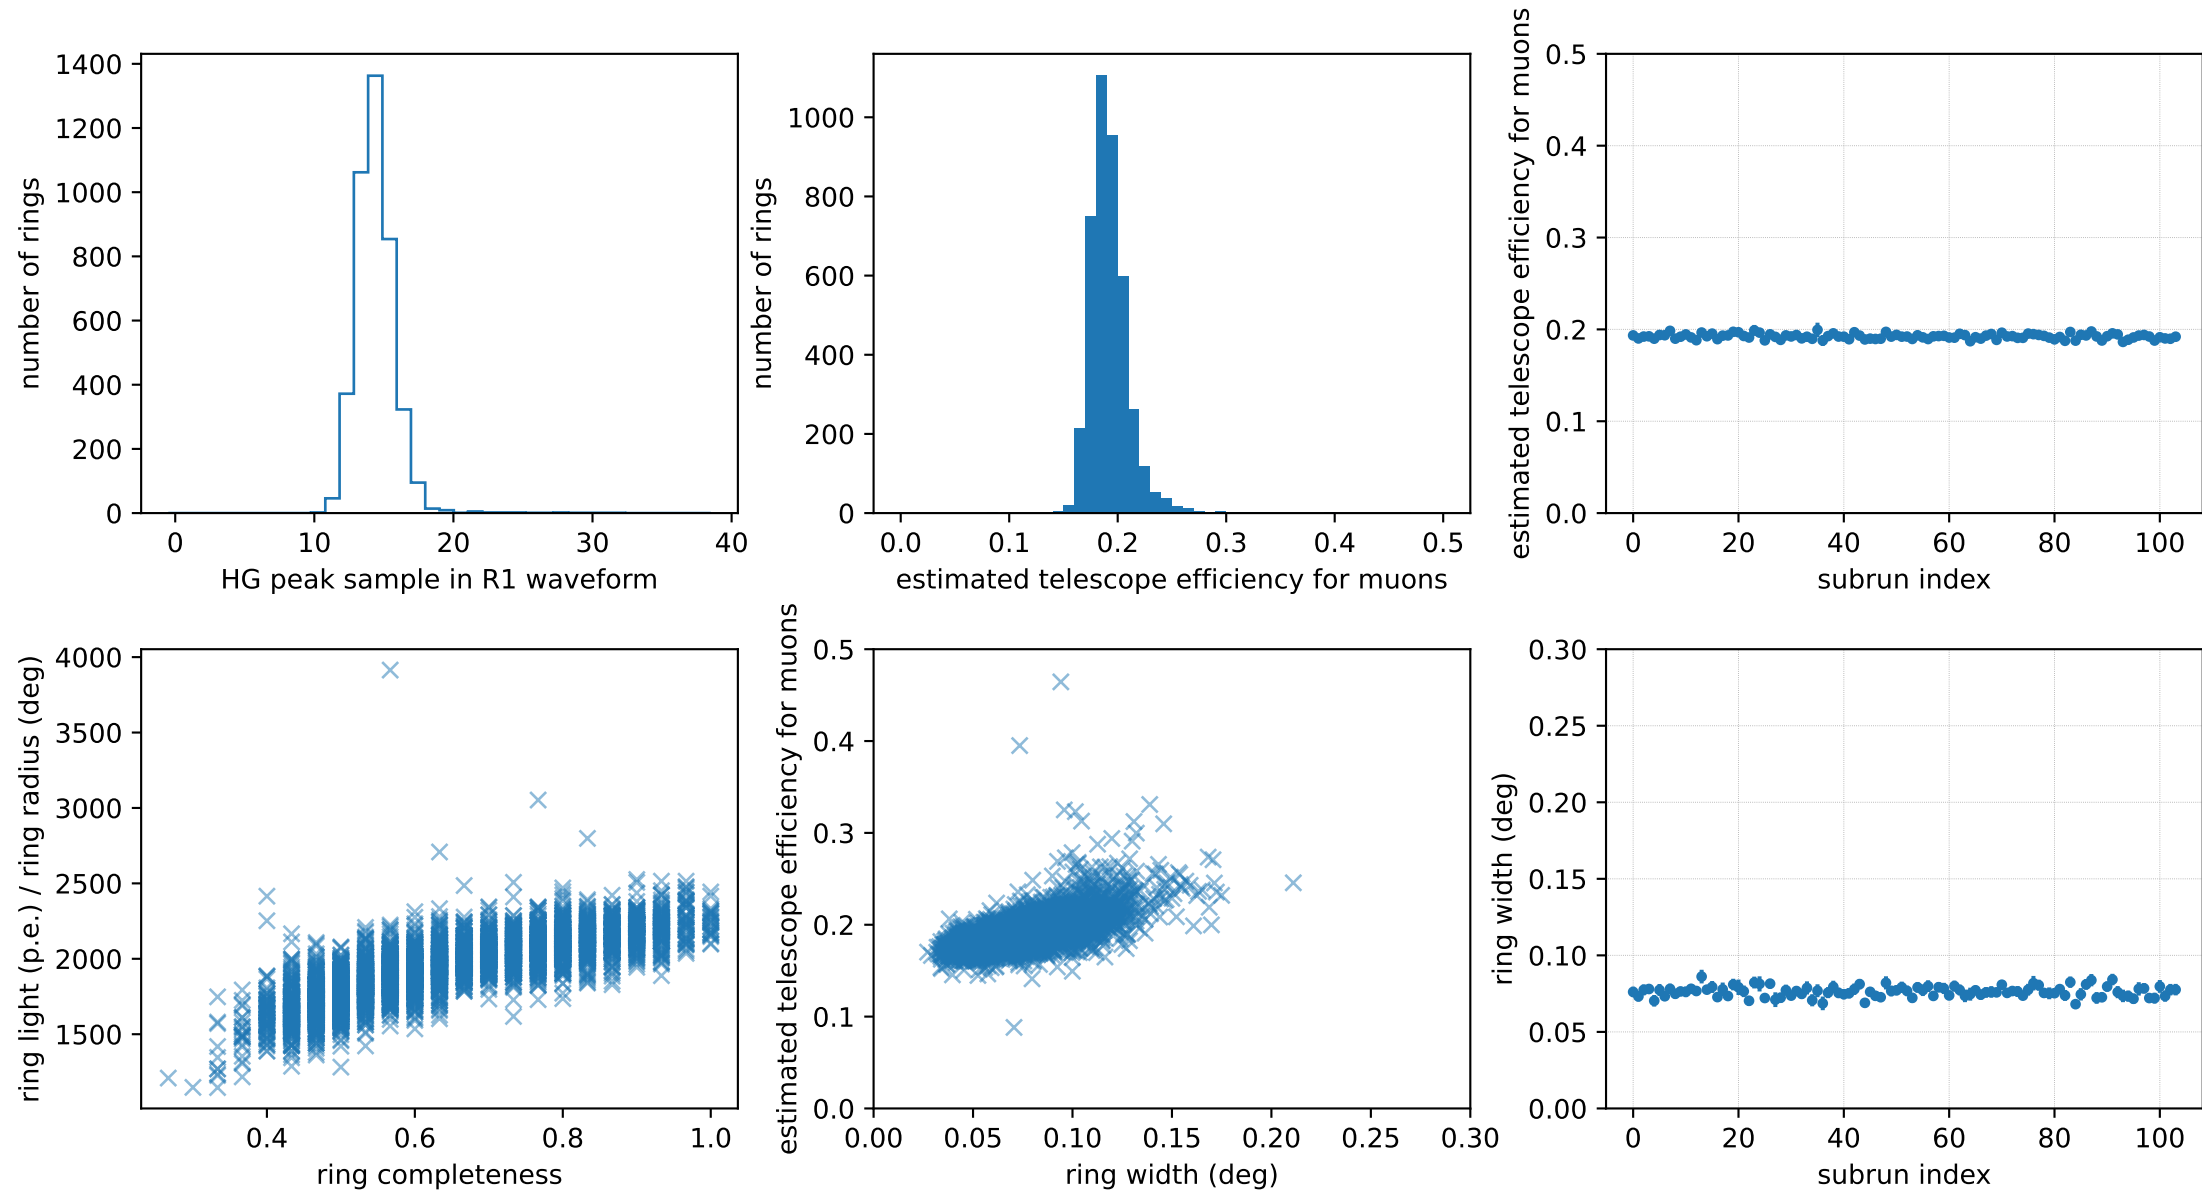 number of rings
1400
1200
1000
800
600
400
200
0
0 10 20 30 40
HG peak sample in R1 waveform
number of rings
1000
800
600
400
200
0
0.0 0.1 0.2 0.3 0.4 0.5
estimated telescope efficiency for muons
estimated telescope efficiency for muons
0.5
0.4
0.3
0.2
0.1
0.0
0 20 40 60 80 100
subrun index
ring light (p.e.) / ring radius (deg)
4000
3500
3000
2500
2000
1500
0.4 0.6 0.8 1.0
ring completeness
estimated telescope efficiency for muons
0.5
0.4
0.3
0.2
0.1
0.0
0.00 0.05 0.10 0.15 0.20 0.25 0.30
ring width (deg)
ring width (deg)
0.30
0.25
0.20
0.15
0.10
0.05
0.00
0 20 40 60 80 100
subrun index